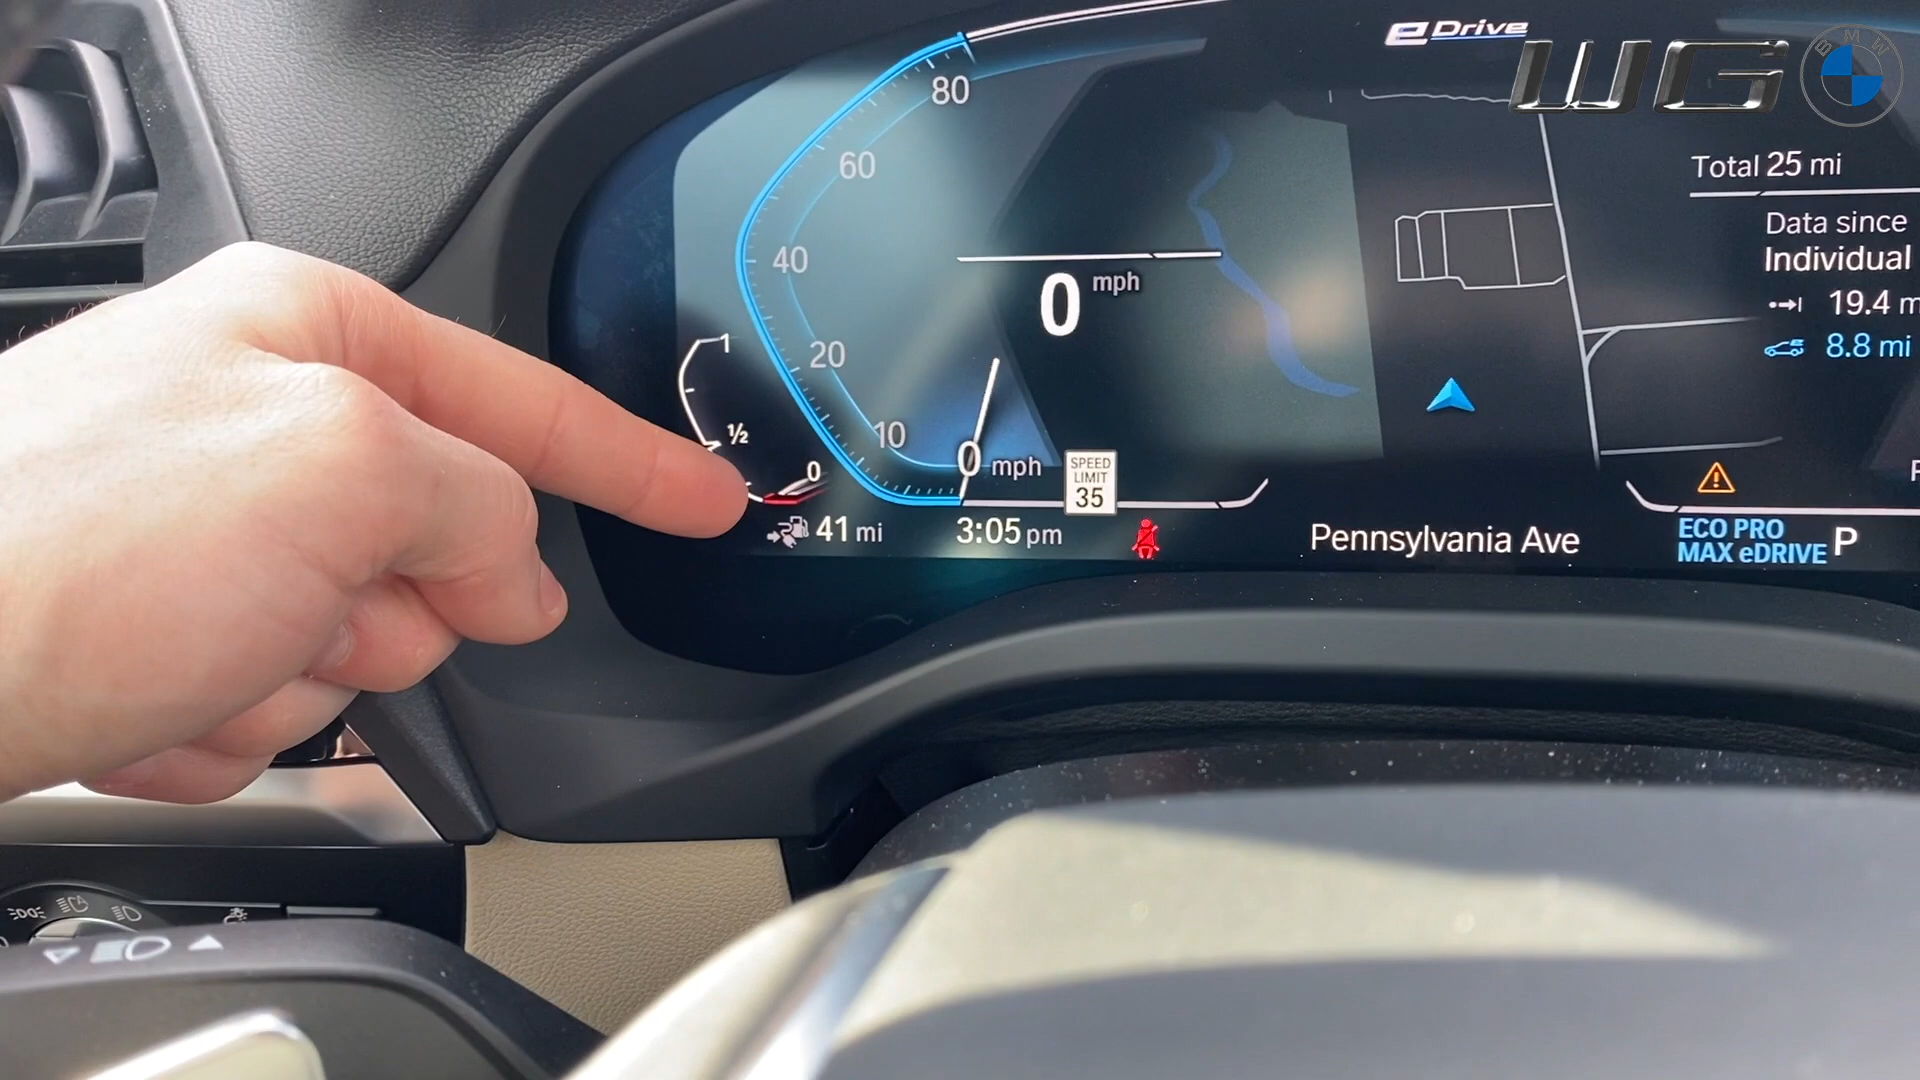 eDrive
WG
BMW
80
60
40
20
10
0 mph
0 mph
1
½
0
Total 25 mi
Data since
Individual
19.4 m
8.8 mi
SPEED
LIMIT
35
41 mi
3:05 pm
Pennsylvania Ave
ECO PRO
MAX eDRIVE
P